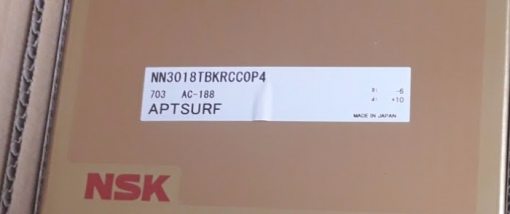 NN3018TBKRCC0P4
703 AC-188
APTSURF
-6
+10
MADE IN JAPAN
NSK